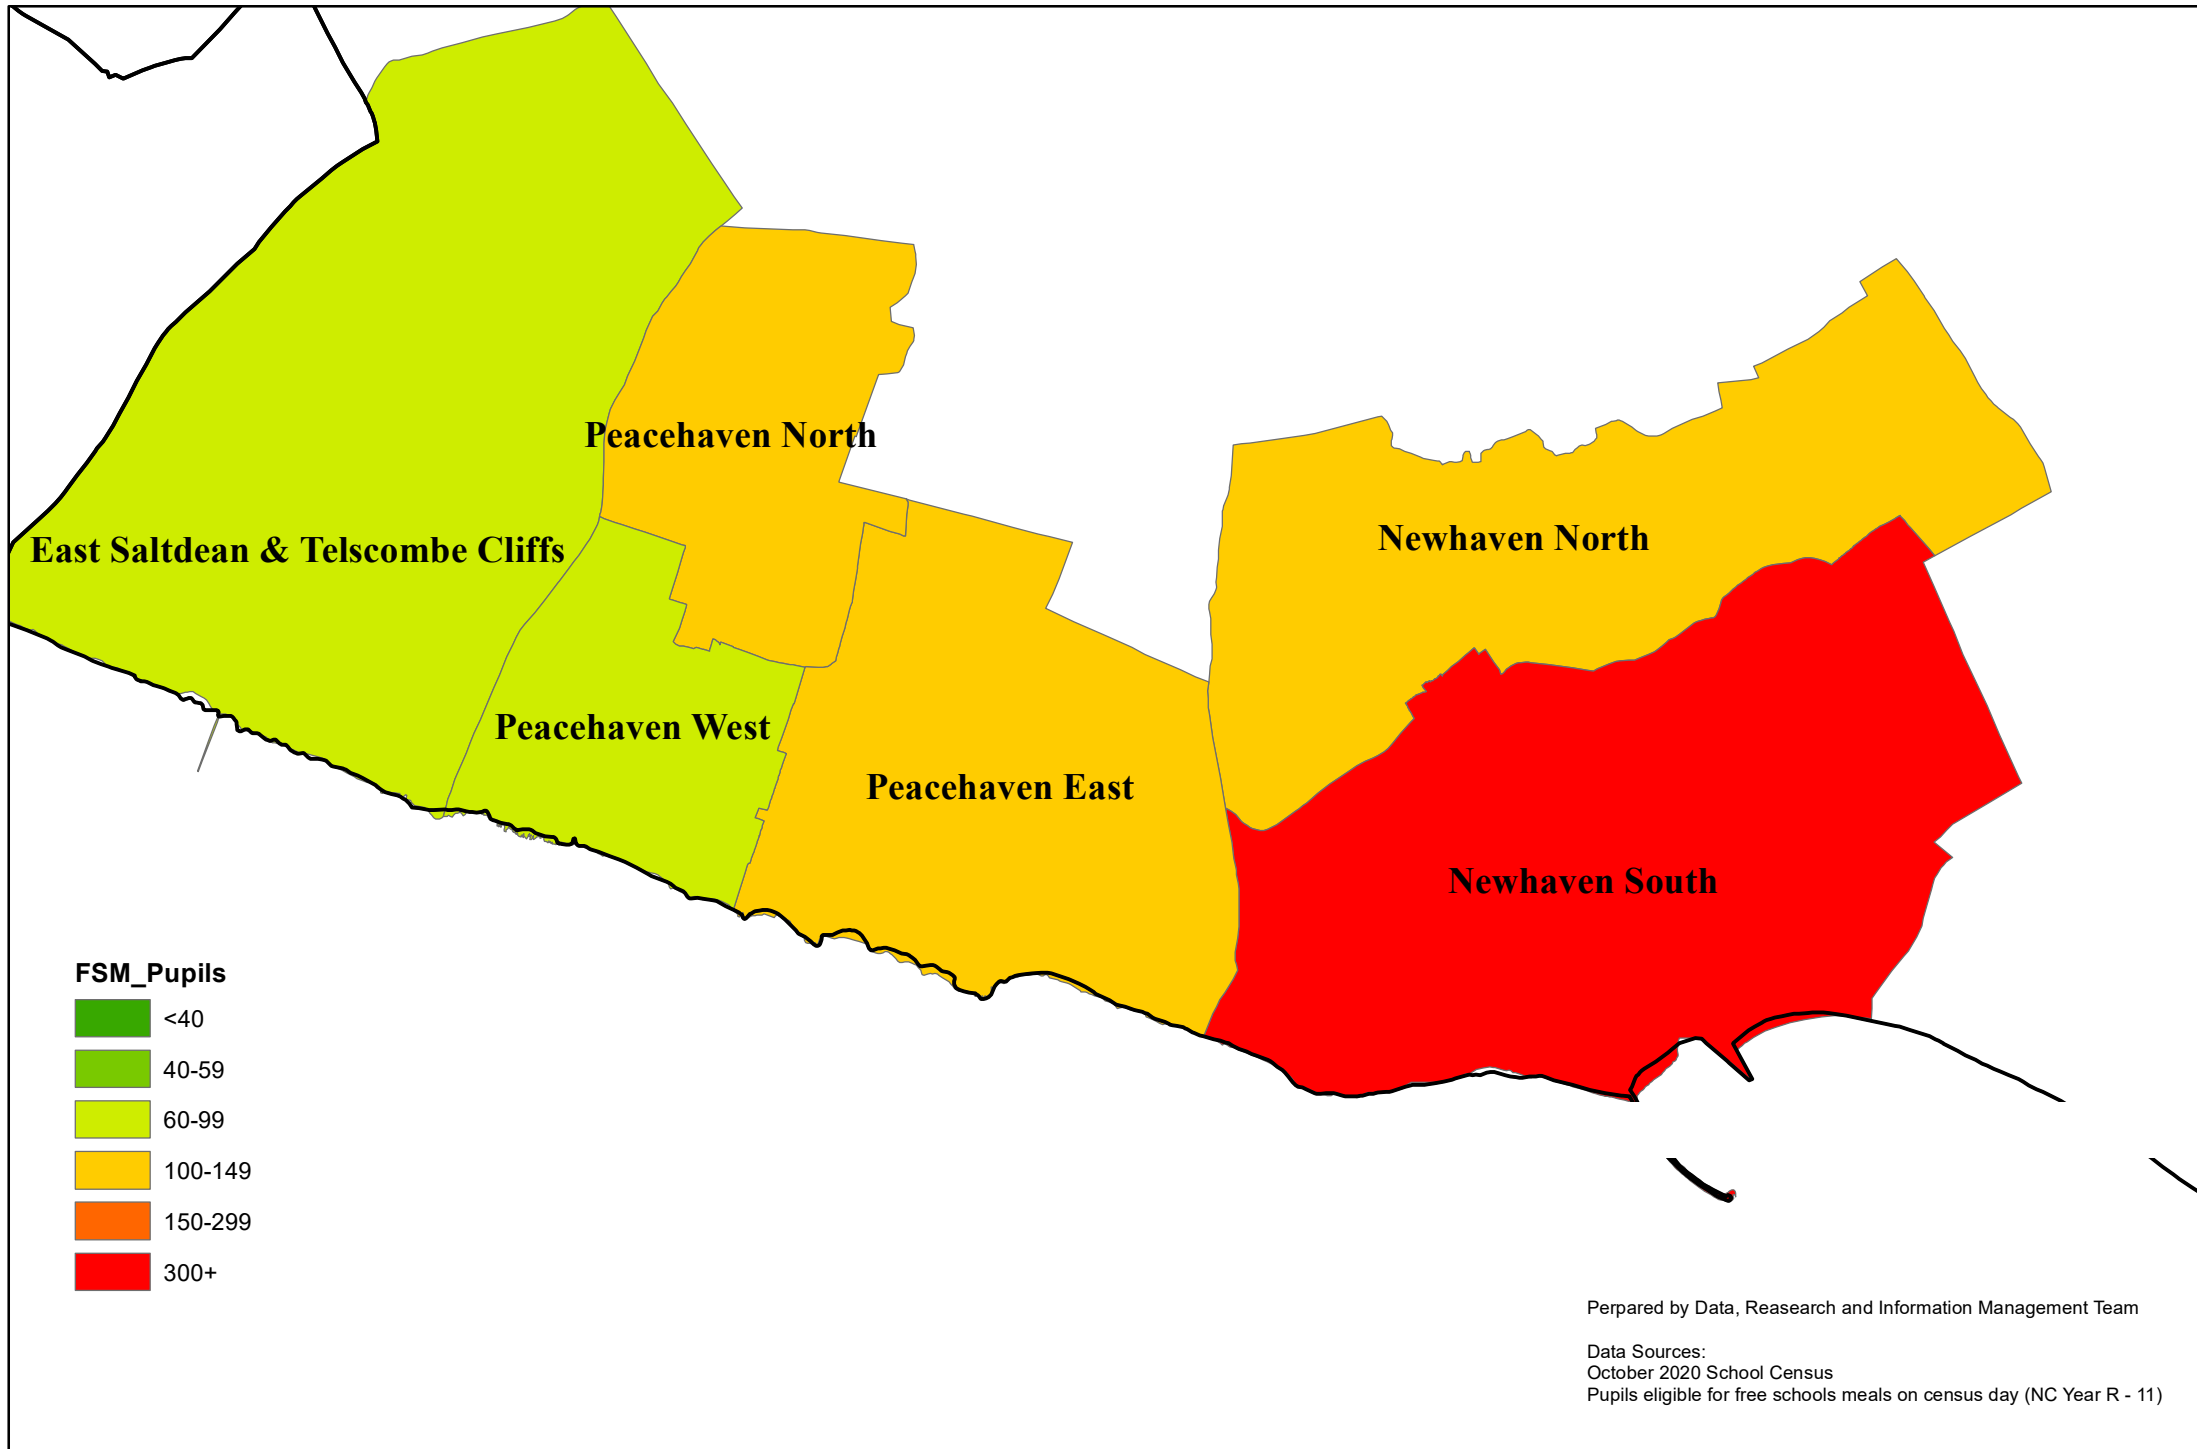 Peacehaven North
Newhaven North
East Saltdean & Telscombe Cliffs
Peacehaven West
Peacehaven East
Newhaven South
FSM_Pupils
<40
40-59
60-99
100-149
150-299
300+
Perpared by Data, Reasearch and Information Management Team
Data Sources:
October 2020 School Census
Pupils eligible for free schools meals on census day (NC Year R - 11)